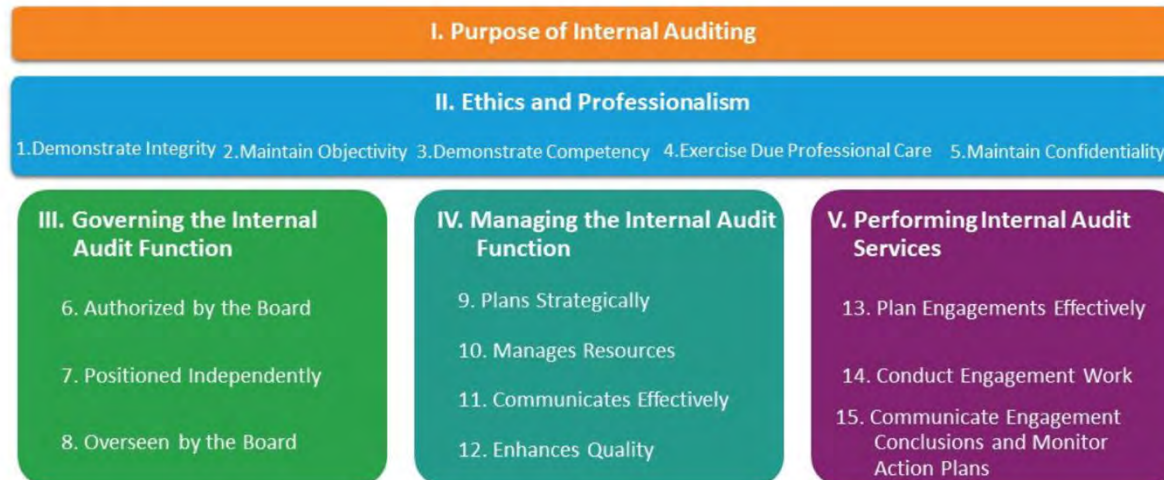 I. Purpose of Internal Auditing
II. Ethics and Professionalism
1.Demonstrate Integrity 2.Maintain Objectivity 3.Demonstrate Competency 4.Exercise Due Professional Care 5.Maintain Confidentiality
III. Governing the Internal
Audit Function
6. Authorized by the Board
7. Positioned Independently
8. Overseen by the Board
IV. Managing the Internal Audit
Function
9. Plans Strategically
10. Manages Resources
11. Communicates Effectively
12. Enhances Quality
V. Performing Internal Audit
Services
13. Plan Engagements Effectively
14. Conduct Engagement Work
15. Communicate Engagement
Conclusions and Monitor
Action Plans